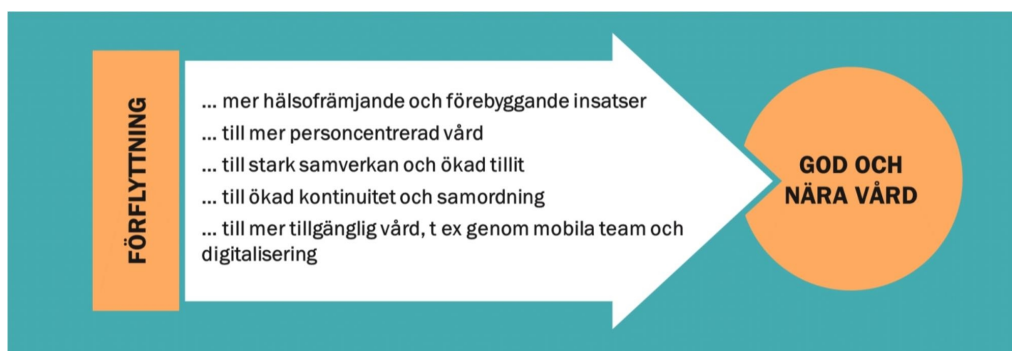 FÖRFLYTTNING
... mer hälsofrämjande och förebyggande insatser
... till mer personcentrerad vård
... till stark samverkan och ökad tillit
... till ökad kontinuitet och samordning
... till mer tillgänglig vård, t ex genom mobila team och
digitalisering
GOD OCH
NÄRA VÅRD